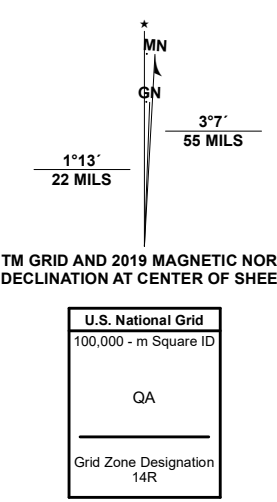 ★
MN
GN
3°7´
55 MILS
1°13´
22 MILS
TM GRID AND 2019 MAGNETIC NOR
DECLINATION AT CENTER OF SHEE
U.S. National Grid
100,000 - m Square ID
QA
Grid Zone Designation
14R